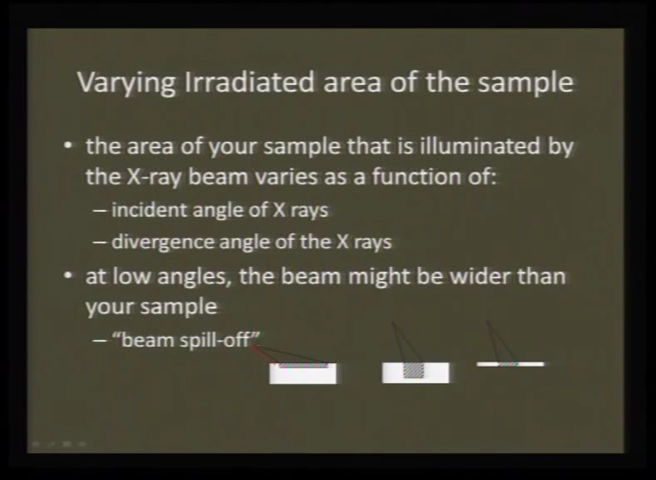 Varying Irradiated area of the sample
• the area of your sample that is illuminated by
the X-ray beam varies as a function of:
– incident angle of X rays
– divergence angle of the X rays
• at low angles, the beam might be wider than
your sample
– “beam spill-off”